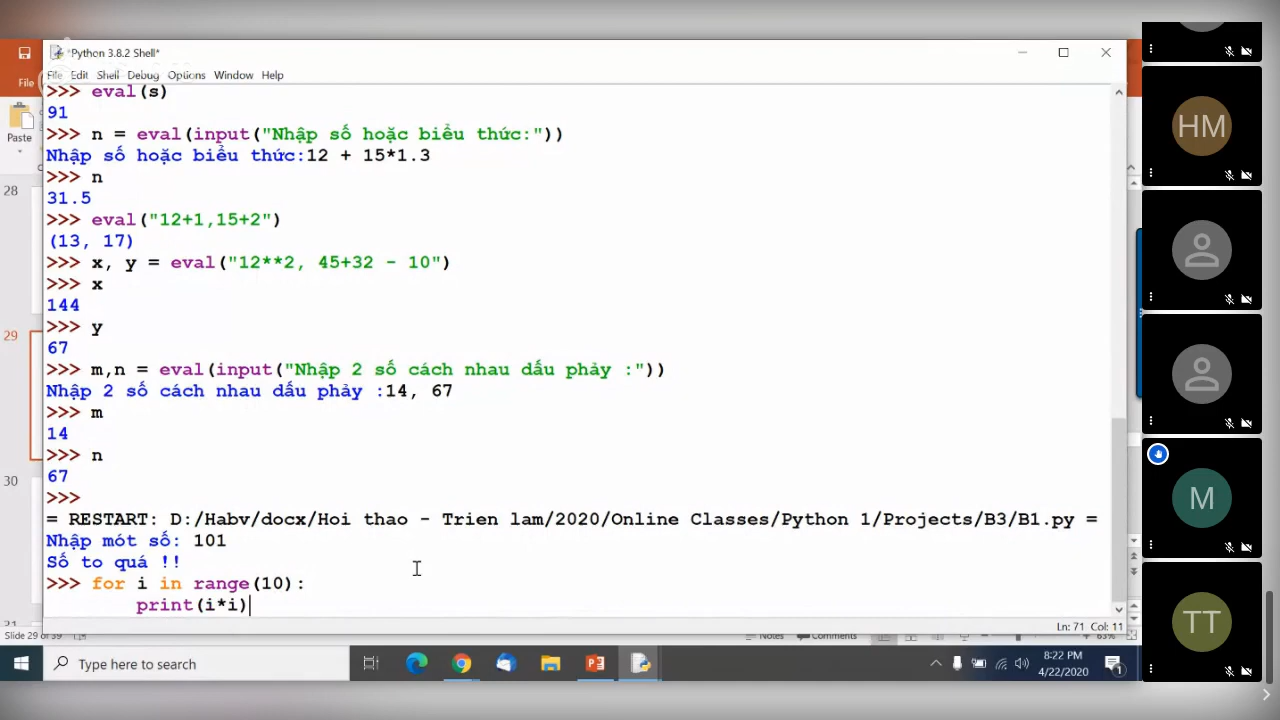 *Python 3.8.2 Shell*
File Edit Shell Debug Options Window Help
File
Paste
28
29
30
>>> eval(s)
91
>>> n = eval(input("Nhập số hoặc biểu thức:"))
Nhập số hoặc biểu thức:12 + 15*1.3
>>> n
31.5
>>> eval("12+1,15+2")
(13, 17)
>>> x, y = eval("12**2, 45+32 - 10")
>>> x
144
>>> y
67
>>> m,n = eval(input("Nhập 2 số cách nhau dấu phảy :"))
Nhập 2 số cách nhau dấu phảy :14, 67
>>> m
14
>>> n
67
>>>
= RESTART: D:/Habv/docx/Hoi thao - Trien lam/2020/Online Classes/Python 1/Projects/B3/B1.py =
Nhập mót số: 101
Số to quá !!
>>> for i in range(10):
print(i*i)
Ln: 71 Col: 11
Slide 29 of 39
Notes
Comments
63%
Type here to search
8:22 PM
4/22/2020
1
HM
M
TT